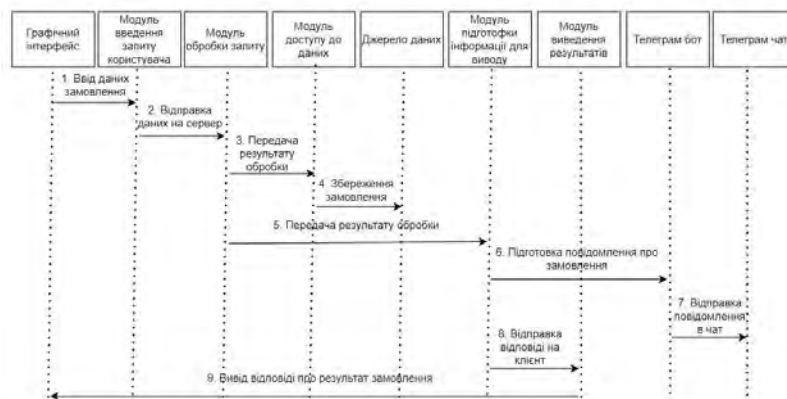 Графічний
інтерфейс
Модуль
введення
запиту
користувача
Модуль
обробки запиту
Модуль
доступу до
даних
Джерело даних
Модуль
підготовки
інформації для
виводу
Модуль
виведення
результатів
Телеграм бот
Телеграм чат
1. Ввід даних
замовлення
2. Відправка
даних на сервер
3. Передача
результату
обробки
4. Збереження
замовлення
5. Передача результату обробки
6. Підготовка повідомлення про
замовлення
7. Відправка
повідомлення
в чат
8. Відправка
відповіді на
клієнт
9. Вивід відповіді про результат замовлення